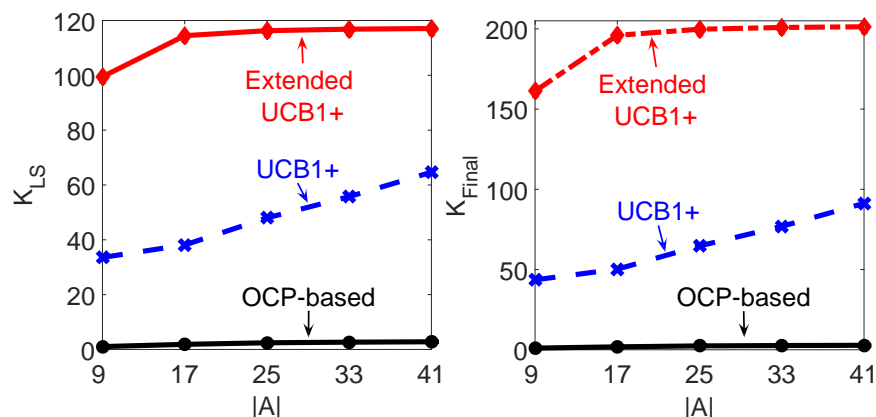 120
100
80
60
40
20
0
K_LS
Extended
UCB1+
UCB1+
OCP-based
9 17 25 33 41
|A|
200
150
100
50
0
K_Final
Extended
UCB1+
UCB1+
OCP-based
9 17 25 33 41
|A|